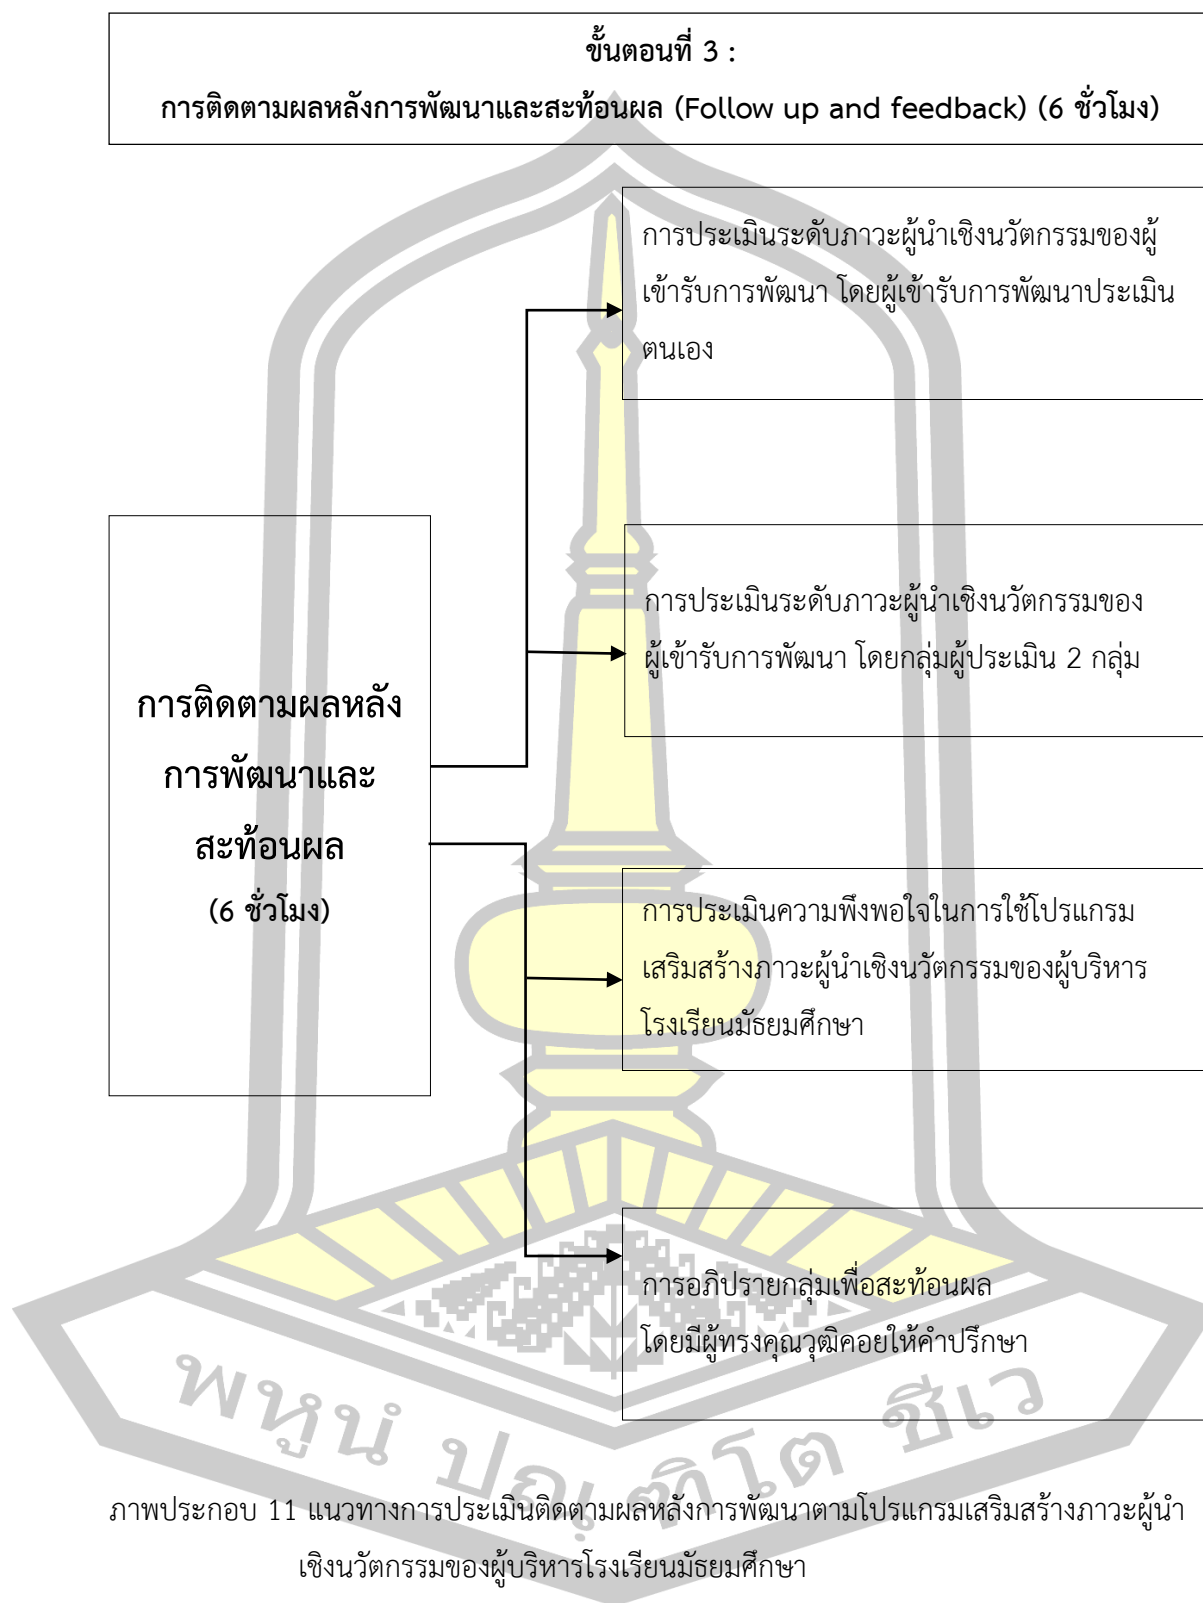 ขั้นตอนที่ 3 :
การติดตามผลหลังการพัฒนาและสะท้อนผล (Follow up and feedback) (6 ชั่วโมง)
การประเมินระดับภาวะผู้นำเชิงนวัตกรรมของผู้
เข้ารับการพัฒนา โดยผู้เข้ารับการพัฒนาประเมิน
ตนเอง
การประเมินระดับภาวะผู้นำเชิงนวัตกรรมของ
ผู้เข้ารับการพัฒนา โดยกลุ่มผู้ประเมิน 2 กลุ่ม
การติดตามผลหลัง
การพัฒนาและ
สะท้อนผล
(6 ชั่วโมง)
การประเมินความพึงพอใจในการใช้โปรแกรม
เสริมสร้างภาวะผู้นำเชิงนวัตกรรมของผู้บริหาร
โรงเรียนมัธยมศึกษา
การอภิปรายกลุ่มเพื่อสะท้อนผล
โดยมีผู้ทรงคุณวุฒิคอยให้คำปรึกษา
พหูนํ ปณฺฑิโต ชีเว
ภาพประกอบ 11 แนวทางการประเมินติดตามผลหลังการพัฒนาตามโปรแกรมเสริมสร้างภาวะผู้นำ
เชิงนวัตกรรมของผู้บริหารโรงเรียนมัธยมศึกษา